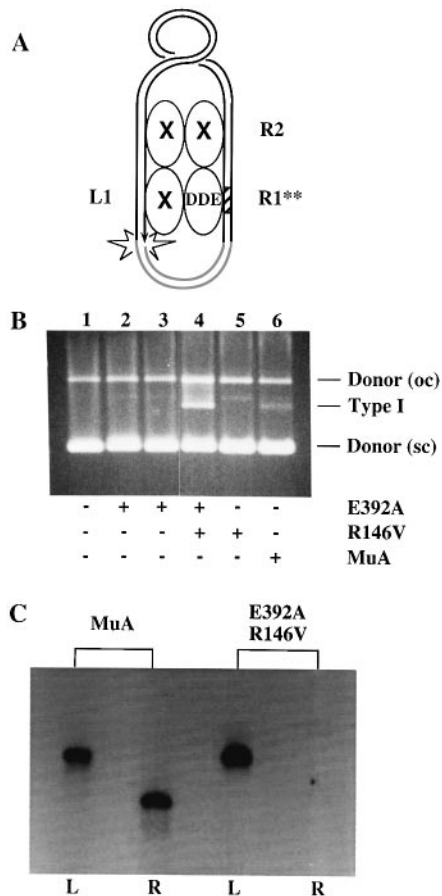 A
X X R2
L1 X DDE R1**
B
1 2 3 4 5 6
Donor (oc)
Type I
Donor (sc)
- + + + - - E392A
- - - + + - R146V
- - - - - + MuA
C
MuA E392A
R146V
L R L R